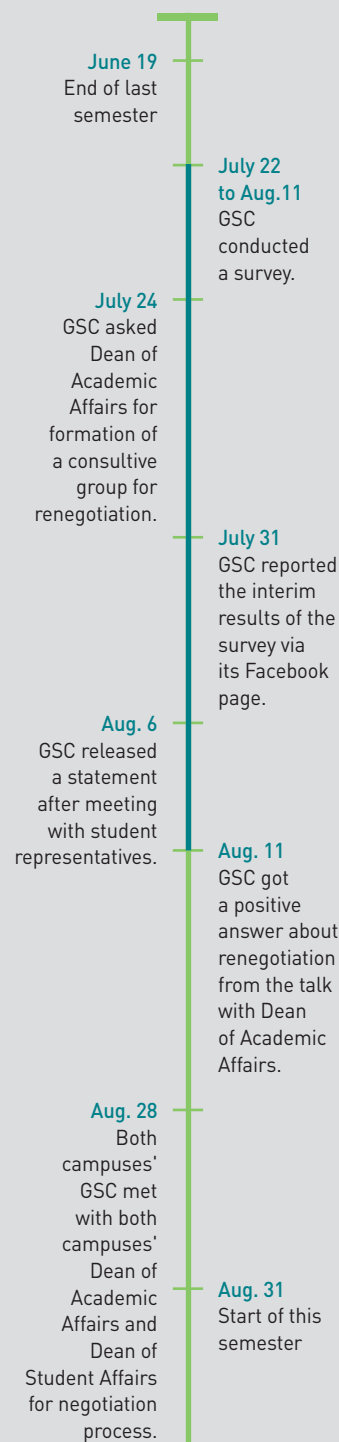 June 19
End of last
semester
July 22
to Aug.11
GSC
conducted
a survey.
July 24
GSC asked
Dean of
Academic
Affairs for
formation of
a consultive
group for
renegotiation.
July 31
GSC reported
the interim
results of the
survey via
its Facebook
page.
Aug. 6
GSC released
a statement
after meeting
with student
representatives.
Aug. 11
GSC got
a positive
answer about
renegotiation
from the talk
with Dean
of Academic
Affairs.
Aug. 28
Both
campuses'
GSC met
with both
campuses'
Dean of
Academic
Affairs and
Dean of
Student Affairs
for negotiation
process.
Aug. 31
Start of this
semester